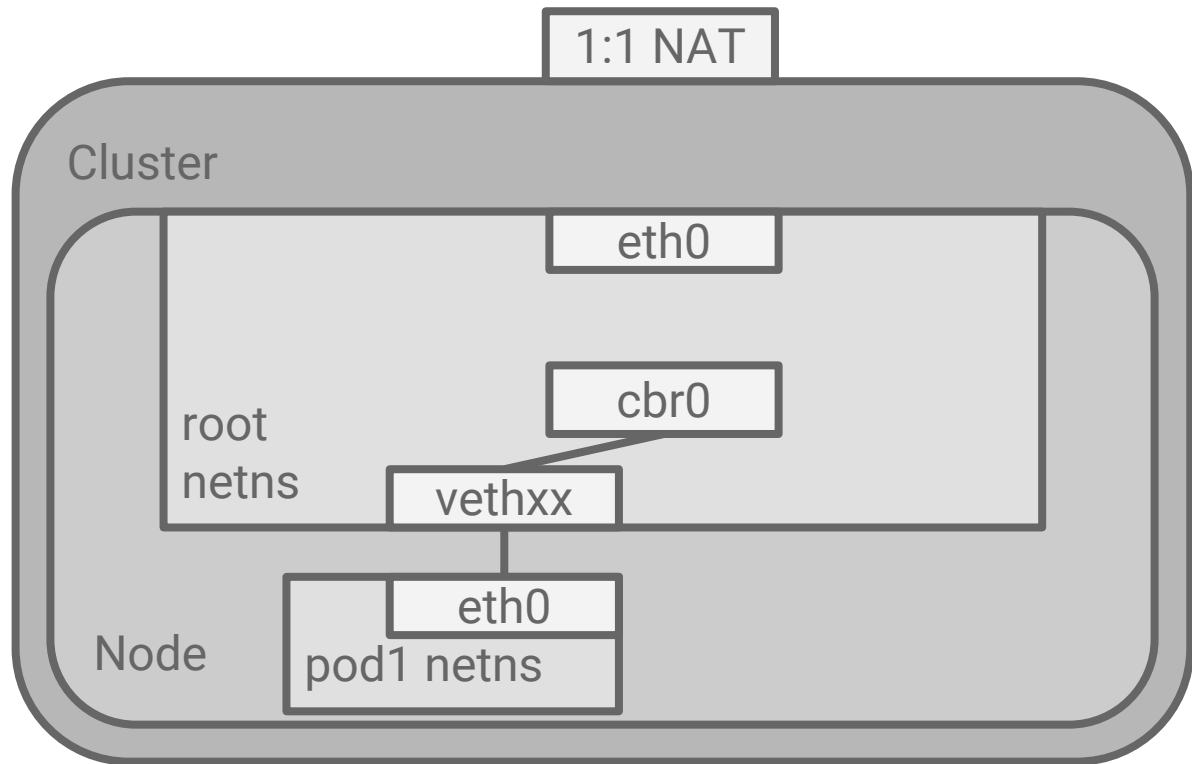 1:1 NAT
Cluster
eth0
cbr0
root
netns
vethxx
eth0
Node
pod1 netns